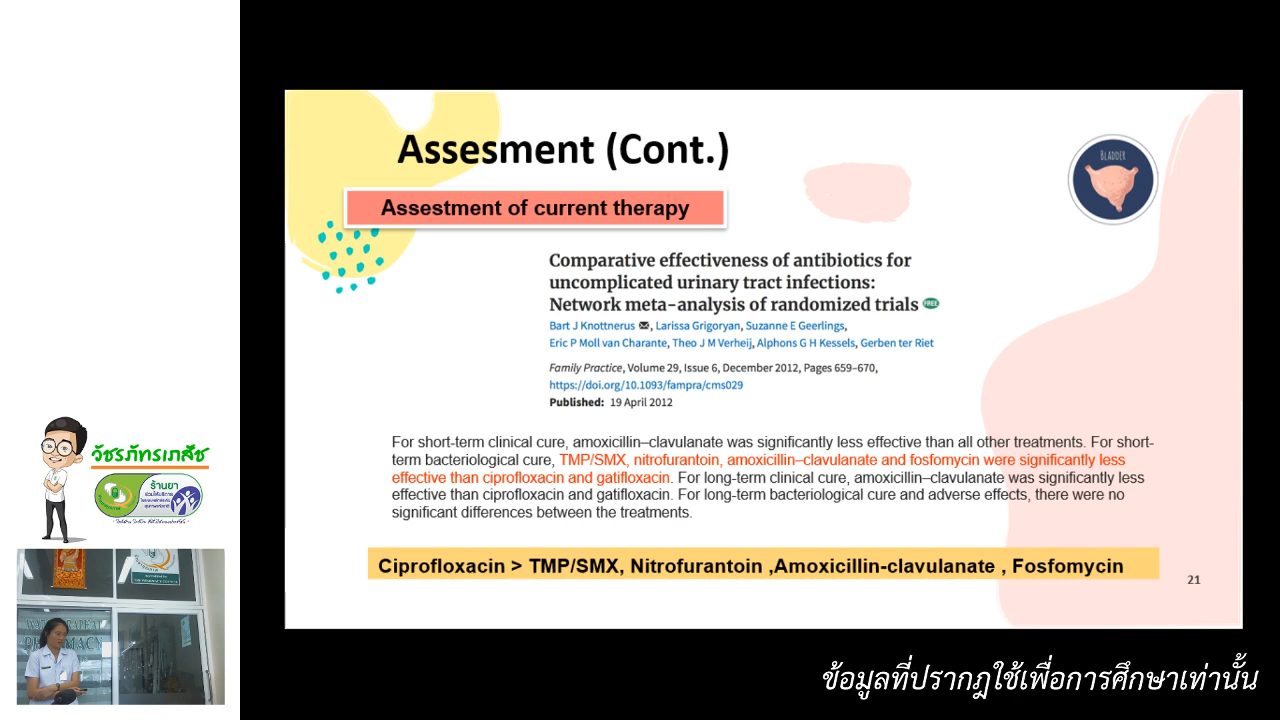 Assesment (Cont.)
BLADDER
Assestment of current therapy
Comparative effectiveness of antibiotics for
uncomplicated urinary tract infections:
Network meta-analysis of randomized trials FREE
Bart J Knottnerus, Larissa Grigoryan, Suzanne E Geerlings,
Eric P Moll van Charante, Theo J M Verheij, Alphons G H Kessels, Gerben ter Riet
Family Practice, Volume 29, Issue 6, December 2012, Pages 659–670,
https://doi.org/10.1093/fampra/cms029
Published: 19 April 2012
For short-term clinical cure, amoxicillin–clavulanate was significantly less effective than all other treatments. For short-
term bacteriological cure, TMP/SMX, nitrofurantoin, amoxicillin–clavulanate and fosfomycin were significantly less
effective than ciprofloxacin and gatifloxacin. For long-term clinical cure, amoxicillin–clavulanate was significantly less
effective than ciprofloxacin and gatifloxacin. For long-term bacteriological cure and adverse effects, there were no
significant differences between the treatments.
Ciprofloxacin > TMP/SMX, Nitrofurantoin ,Amoxicillin-clavulanate , Fosfomycin
21
วัชรภัทรเภสัช
ร้านยา
PHARMACY
ข้อมูลที่ปรากฎใช้เพื่อการศึกษาเท่านั้น